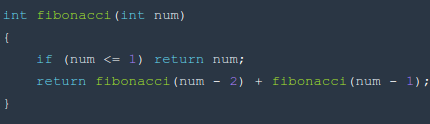 int fibonacci(int num)
{
    if (num <= 1) return num;
    return fibonacci(num - 2) + fibonacci(num - 1);
}